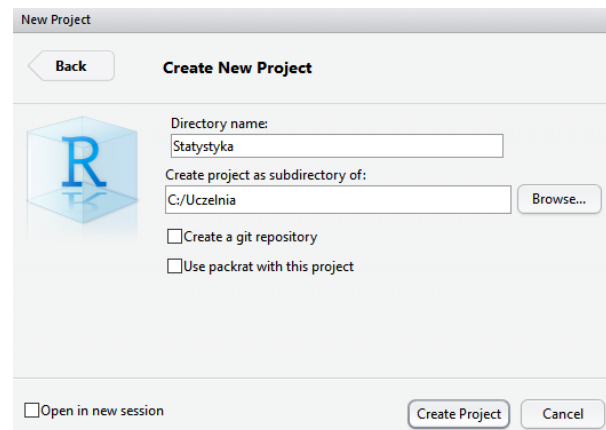 New Project
Back
Create New Project
R
Directory name:
Statystyka
Create project as subdirectory of:
C:/Uczelnia
Browse...
Create a git repository
Use packrat with this project
Open in new session
Create Project
Cancel